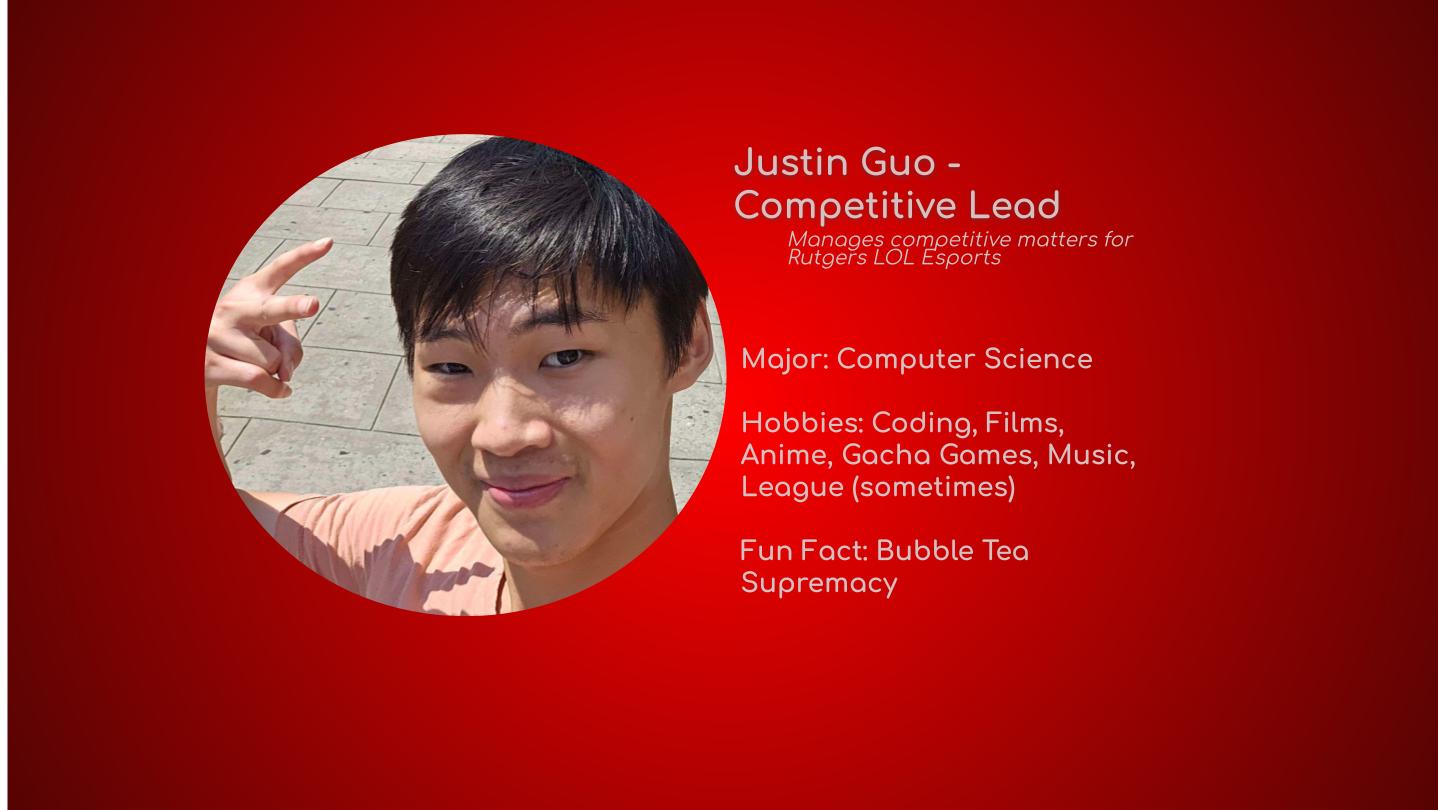 Justin Guo -
Competitive Lead
Manages competitive matters for
Rutgers LOL Esports
Major: Computer Science
Hobbies: Coding, Films,
Anime, Gacha Games, Music,
League (sometimes)
Fun Fact: Bubble Tea
Supremacy